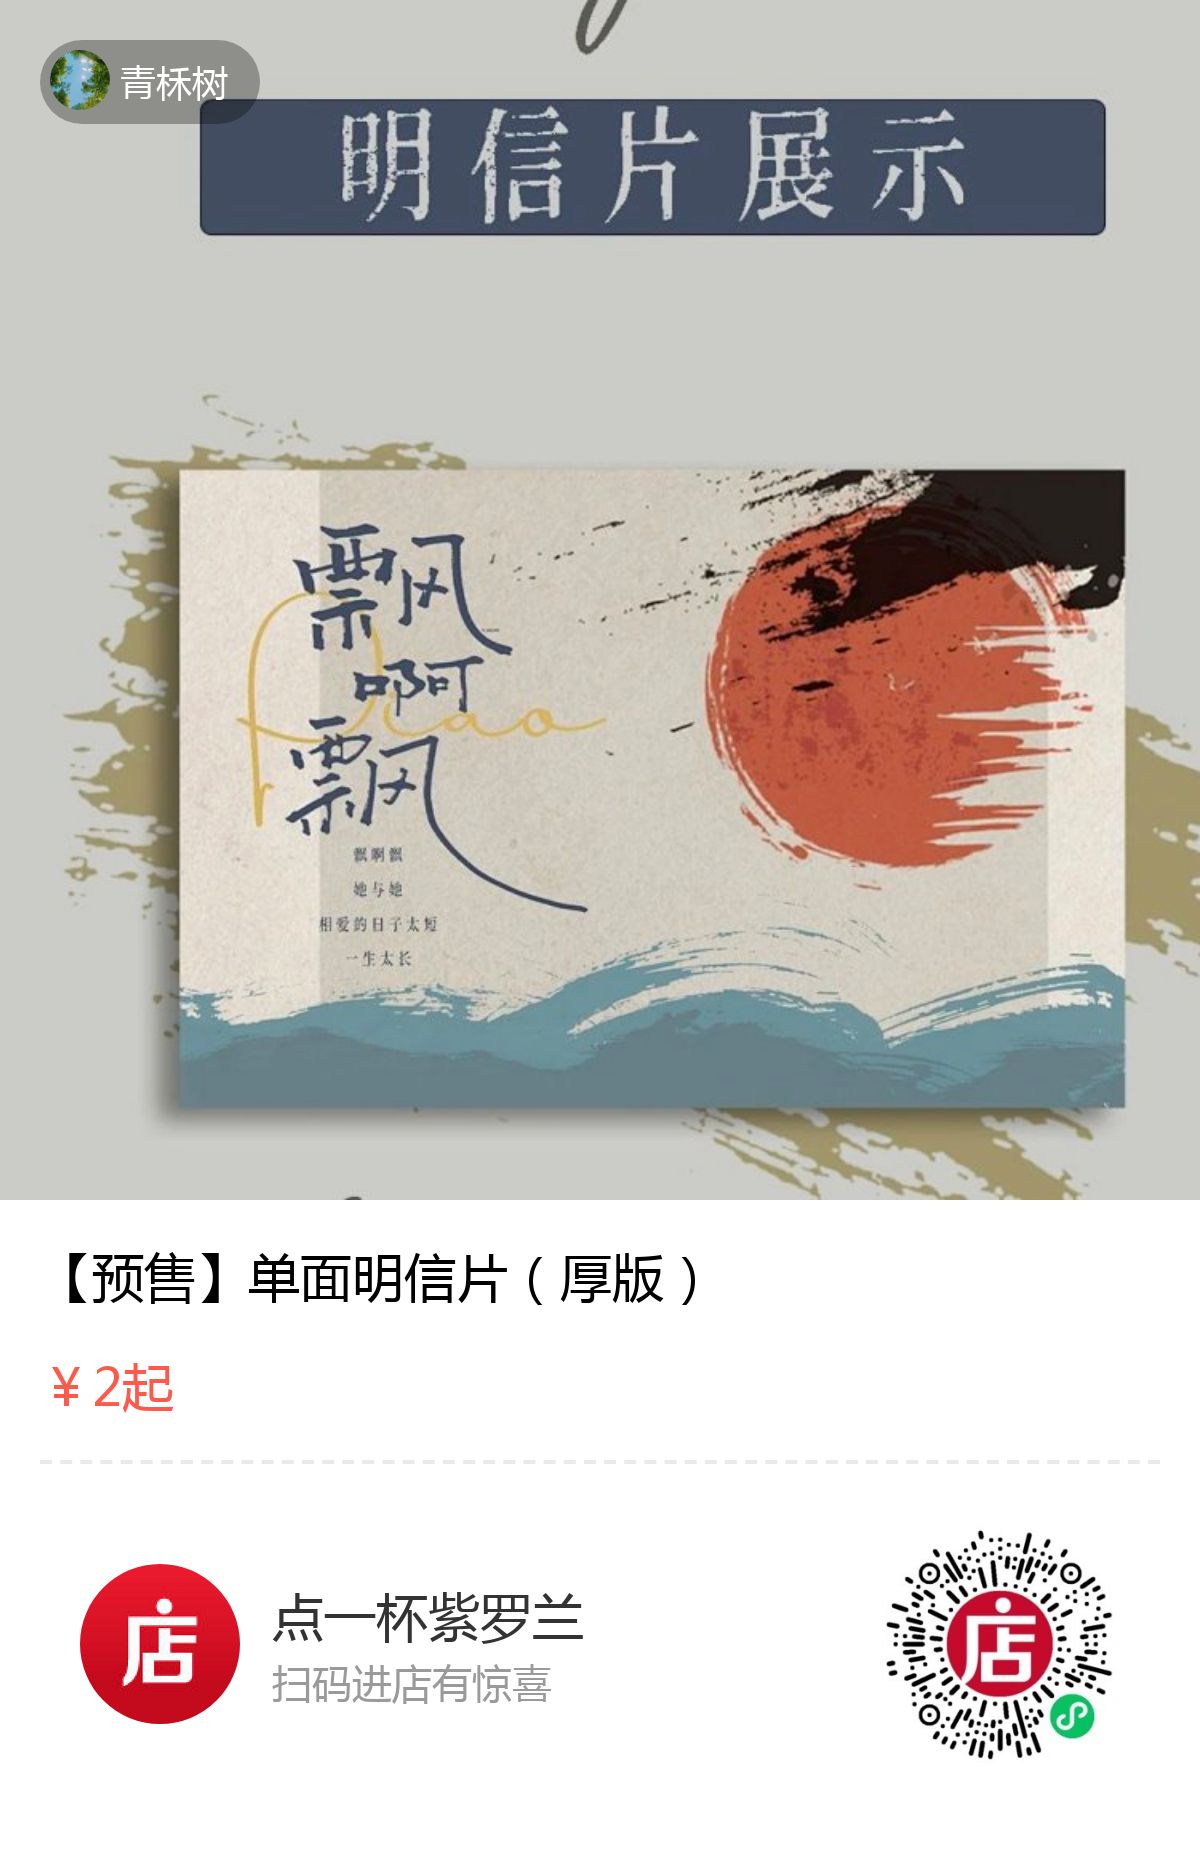 青柸树
明信片展示
飘
啊
飘
Piao
飘啊飘
她与她
相爱的日子太短
一生太长
【预售】单面明信片（厚版）
¥ 2起
店
点一杯紫罗兰
扫码进店有惊喜
店